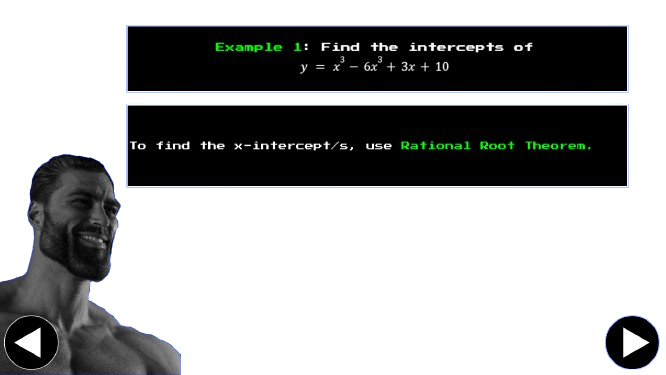 Example 1: Find the intercepts of
y = x³ − 6x³ + 3x + 10
To find the x-intercept/s, use Rational Root Theorem.